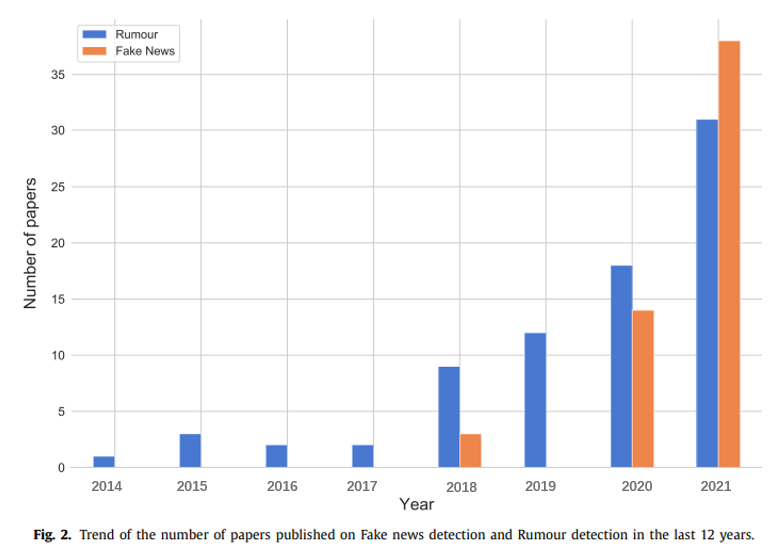 Rumour
Fake News
35
30
25
20
15
10
5
0
Number of papers
2014 2015 2016 2017 2018 2019 2020 2021
Year
Fig. 2. Trend of the number of papers published on Fake news detection and Rumour detection in the last 12 years.